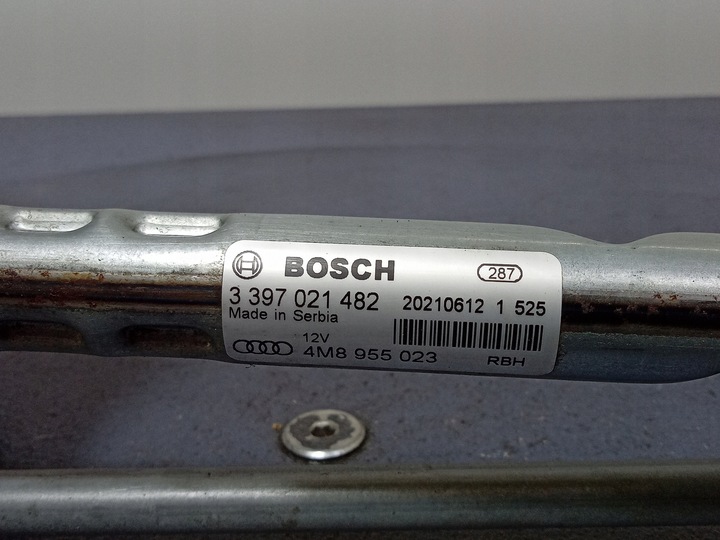 BOSCH 287
3 397 021 482 20210612 1 525
Made in Serbia
12V
4M8 955 023 RBH